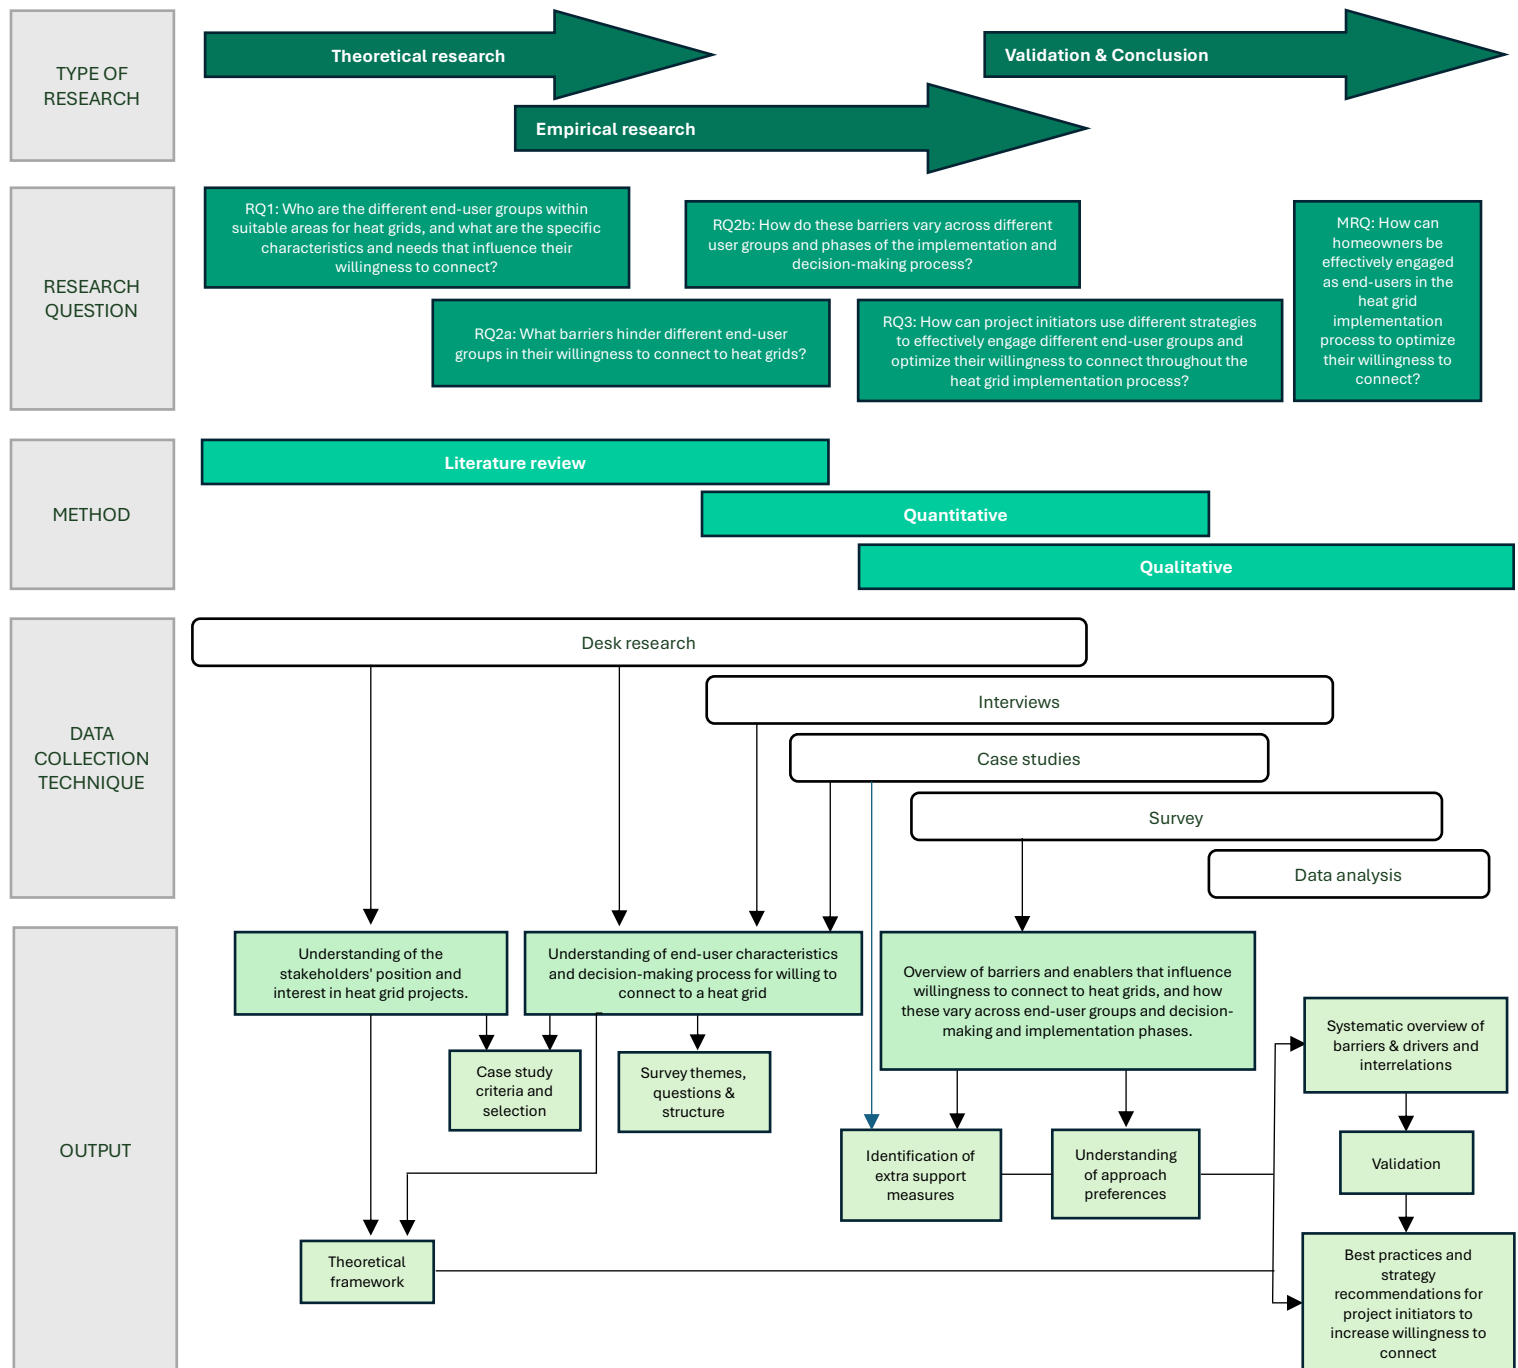 TYPE OF
RESEARCH
Theoretical research
Validation & Conclusion
Empirical research
RESEARCH
QUESTION
RQ1: Who are the different end-user groups within
suitable areas for heat grids, and what are the specific
characteristics and needs that influence their
willingness to connect?
RQ2b: How do these barriers vary across different
user groups and phases of the implementation and
decision-making process?
MRQ: How can
homeowners be
effectively engaged
as end-users in the
heat grid
implementation
process to optimize
their willingness to
connect?
RQ2a: What barriers hinder different end-user
groups in their willingness to connect to heat grids?
RQ3: How can project initiators use different strategies
to effectively engage different end-user groups and
optimize their willingness to connect throughout the
heat grid implementation process?
METHOD
Literature review
Quantitative
Qualitative
DATA
COLLECTION
TECHNIQUE
Desk research
Interviews
Case studies
Survey
Data analysis
OUTPUT
Understanding of the
stakeholders' position and
interest in heat grid projects.
Understanding of end-user characteristics
and decision-making process for willing to
connect to a heat grid
Overview of barriers and enablers that influence
willingness to connect to heat grids, and how
these vary across end-user groups and decision-
making and implementation phases.
Systematic overview of
barriers & drivers and
interrelations
Case study
criteria and
selection
Survey themes,
questions &
structure
Identification of
extra support
measures
Understanding
of approach
preferences
Validation
Theoretical
framework
Best practices and
strategy
recommendations for
project initiators to
increase willingness to
connect